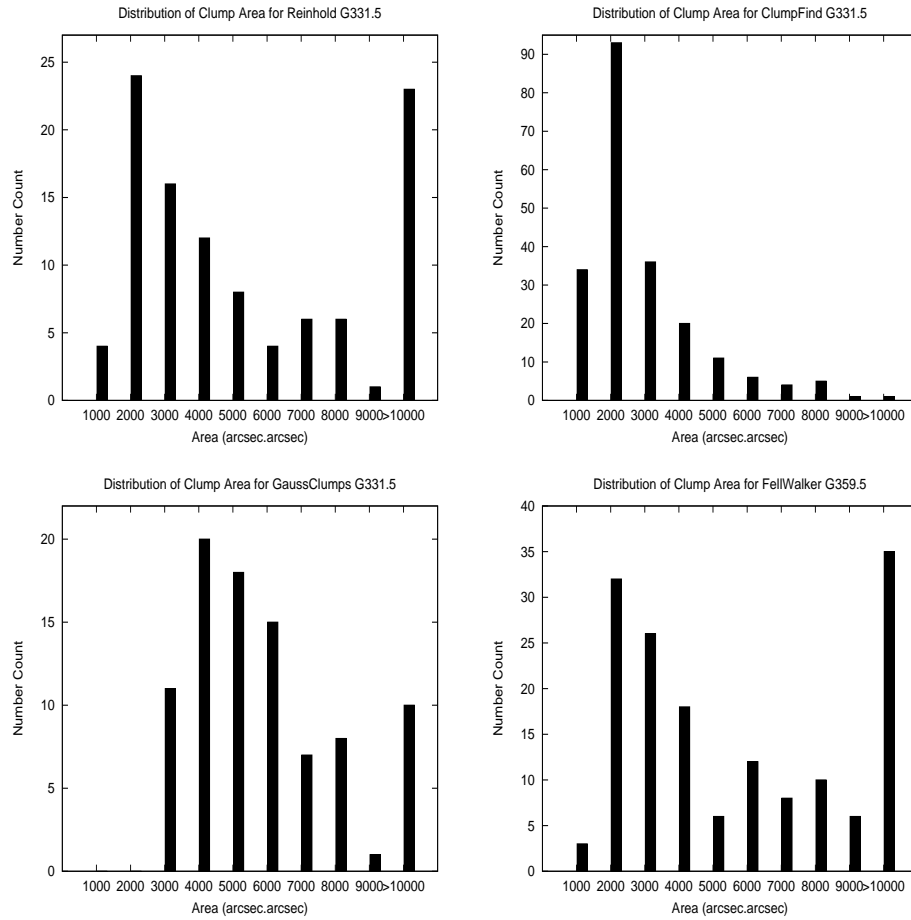 Distribution of Clump Area for Reinhold G331.5
25
20
15
10
5
0
Number Count
1000 2000 3000 4000 5000 6000 7000 8000 9000>10000
Area (arcsec.arcsec)
Distribution of Clump Area for ClumpFind G331.5
90
80
70
60
50
40
30
20
10
0
Number Count
1000 2000 3000 4000 5000 6000 7000 8000 9000>10000
Area (arcsec.arcsec)
Distribution of Clump Area for GaussClumps G331.5
20
15
10
5
0
Number Count
1000 2000 3000 4000 5000 6000 7000 8000 9000>10000
Area (arcsec.arcsec)
Distribution of Clump Area for FellWalker G359.5
40
35
30
25
20
15
10
5
0
Number Count
1000 2000 3000 4000 5000 6000 7000 8000 9000>10000
Area (arcsec.arcsec)